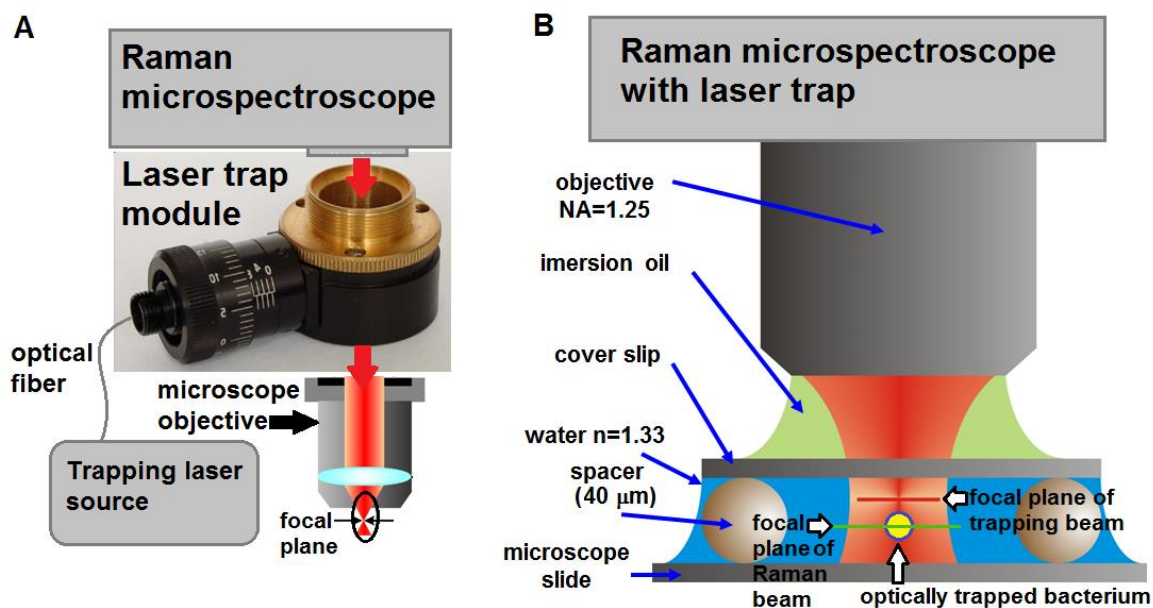 A
Raman
microspectroscope
Laser trap
module
optical
fiber
microscope
objective
Trapping laser
source
focal
plane
B
Raman microspectroscope
with laser trap
objective
NA=1.25
imersion oil
cover slip
water n=1.33
spacer
(40 μm)
focal plane of
trapping beam
focal
plane of
Raman
beam
microscope
slide
optically trapped bacterium